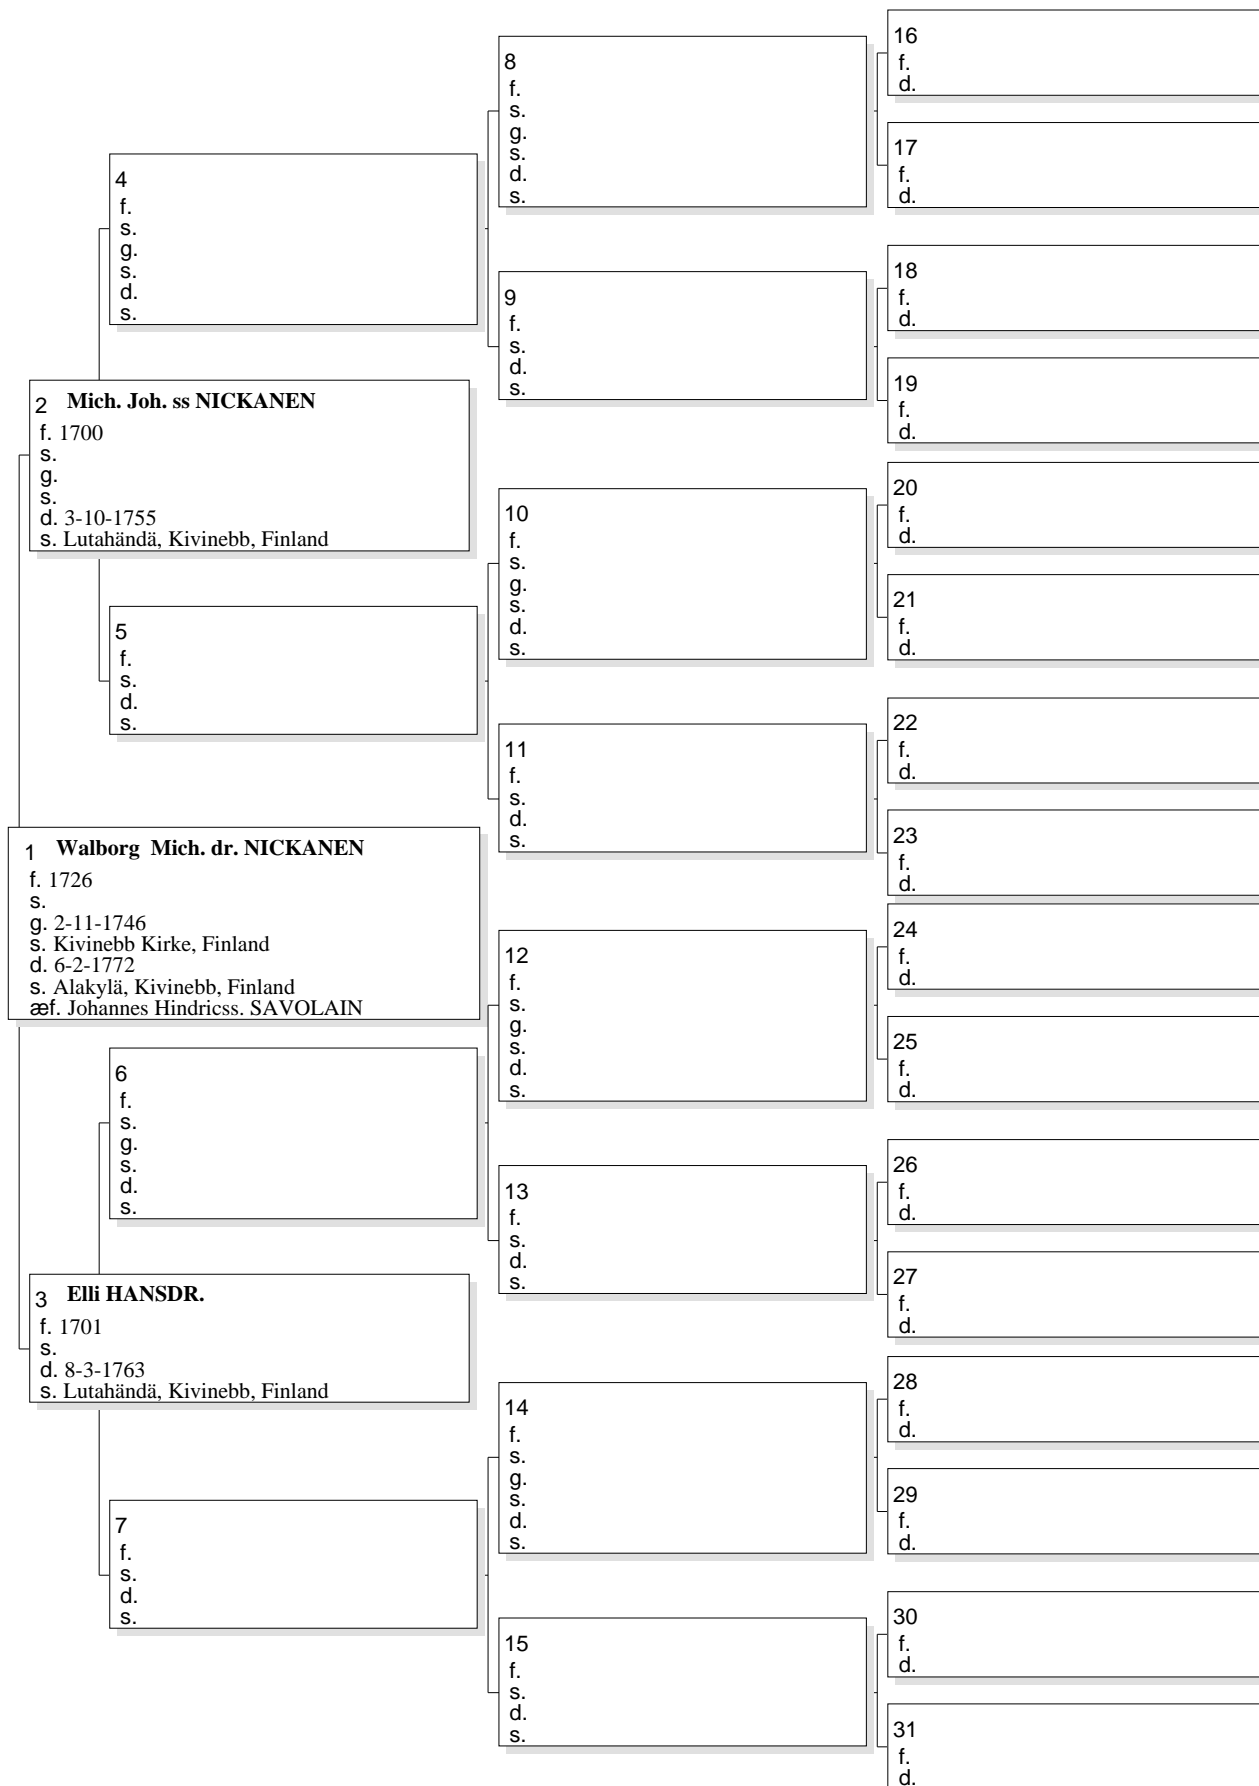 16
f.
d.
8
f.
s.
g.
s.
d.
s.
17
f.
d.
4
f.
s.
g.
s.
d.
s.
18
f.
d.
9
f.
s.
d.
s.
19
f.
d.
2 Mich. Joh. ss NICKANEN
f. 1700
s.
g.
s.
d. 3-10-1755
s. Lutahändä, Kivinebb, Finland
20
f.
d.
10
f.
s.
g.
s.
d.
s.
21
f.
d.
5
f.
s.
d.
s.
22
f.
d.
11
f.
s.
d.
s.
23
f.
d.
1 Walborg Mich. dr. NICKANEN
f. 1726
s.
g. 2-11-1746
s. Kivinebb Kirke, Finland
d. 6-2-1772
s. Alakylä, Kivinebb, Finland
æf. Johannes Hindricss. SAVOLAIN
24
f.
d.
12
f.
s.
g.
s.
d.
s.
25
f.
d.
6
f.
s.
g.
s.
d.
s.
26
f.
d.
13
f.
s.
d.
s.
27
f.
d.
3 Elli HANSDR.
f. 1701
s.
d. 8-3-1763
s. Lutahändä, Kivinebb, Finland
28
f.
d.
14
f.
s.
g.
s.
d.
s.
29
f.
d.
7
f.
s.
d.
s.
30
f.
d.
15
f.
s.
d.
s.
31
f.
d.